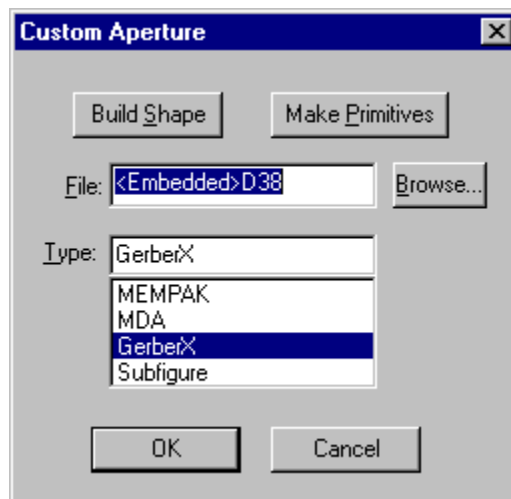 Custom Aperture
Build Shape
Make Primitives
File:
<Embedded>D38
Browse...
Type:
GerberX
MEMPAK
MDA
GerberX
Subfigure
OK
Cancel